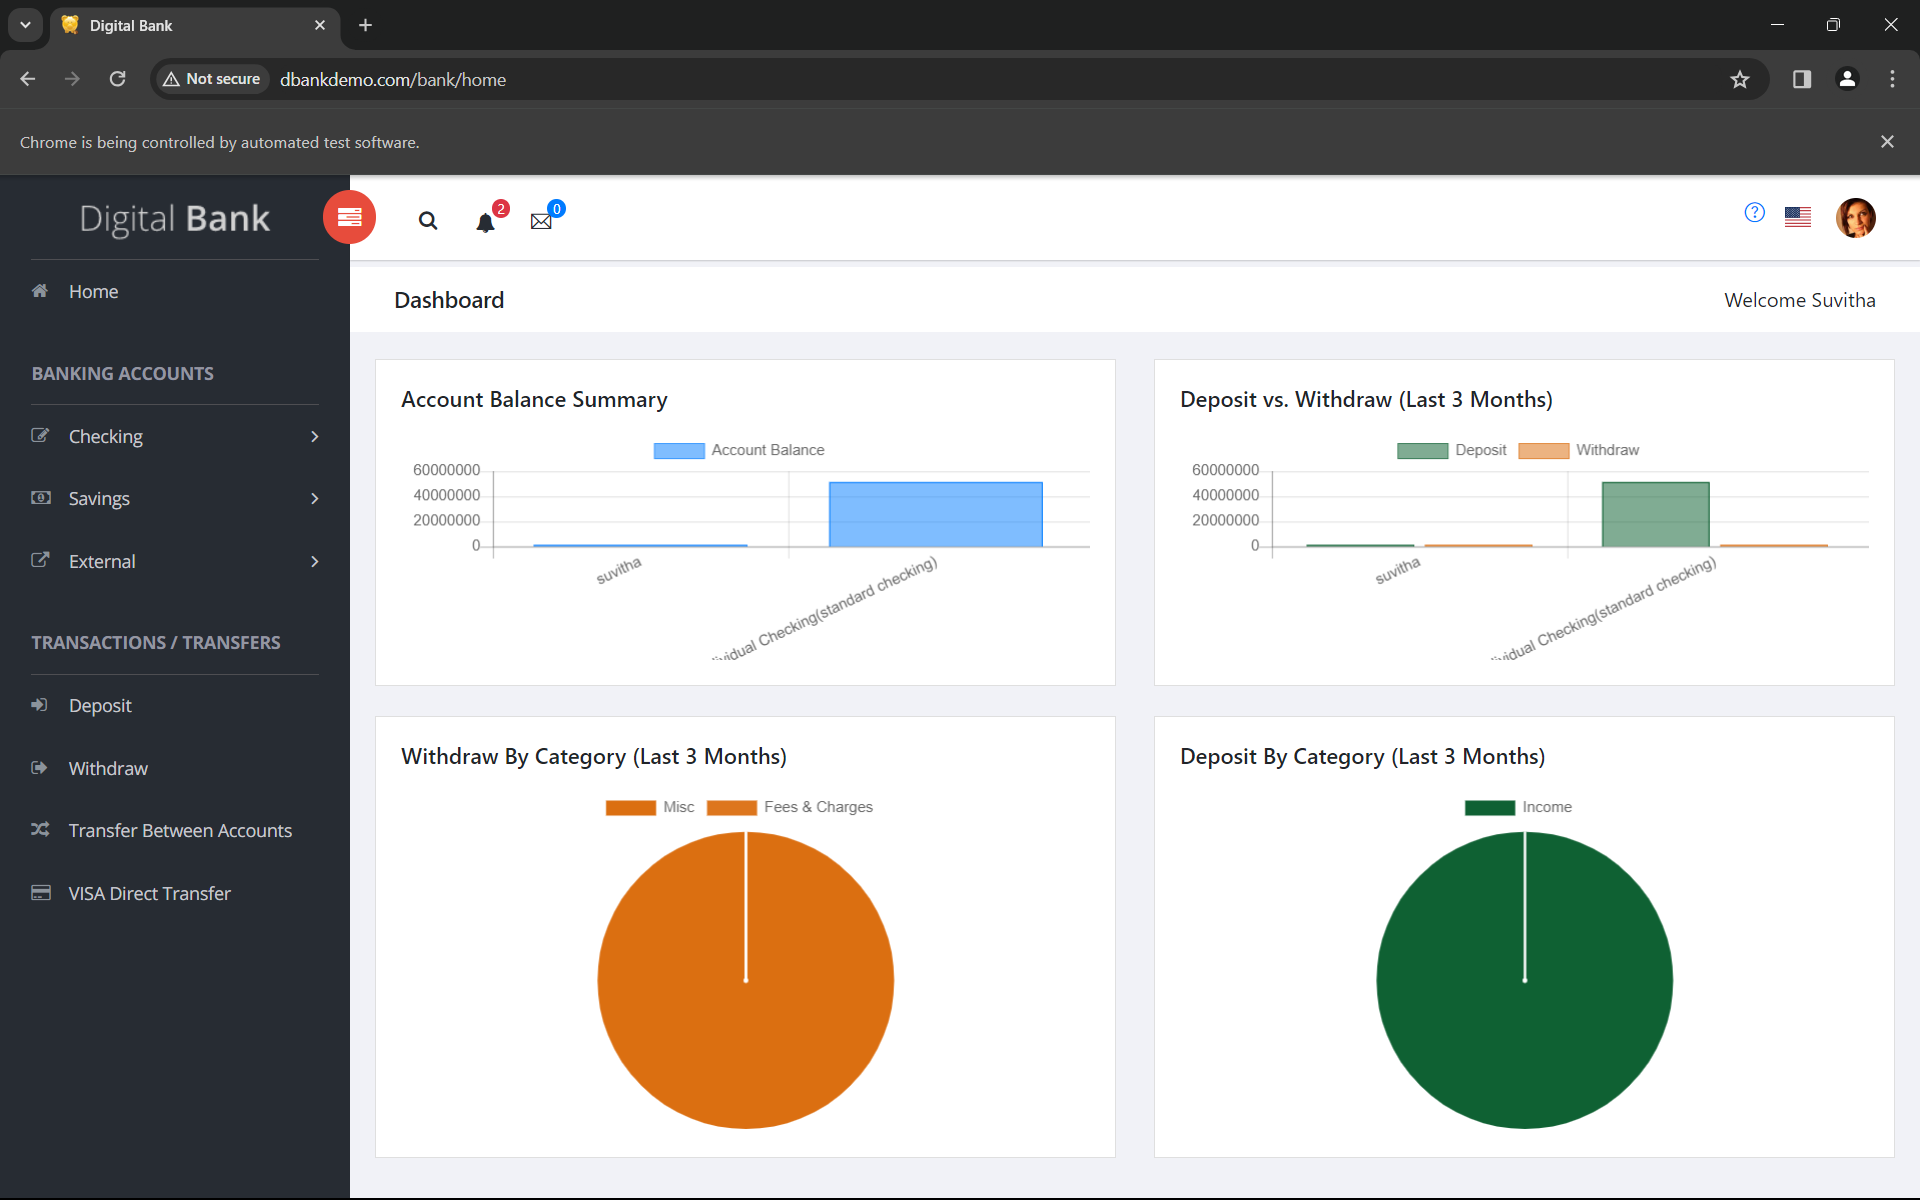 Digital Bank
Not secure
dbankdemo.com/bank/home
Chrome is being controlled by automated test software.
Digital Bank
2
0
Home
Dashboard
Welcome Suvitha
BANKING ACCOUNTS
Checking
Savings
External
TRANSACTIONS / TRANSFERS
Deposit
Withdraw
Transfer Between Accounts
VISA Direct Transfer
Account Balance Summary
Account Balance
60000000
40000000
20000000
0
suvitha
Checking(standard checking)
Deposit vs. Withdraw (Last 3 Months)
Deposit
Withdraw
60000000
40000000
20000000
0
suvitha
Checking(standard checking)
Withdraw By Category (Last 3 Months)
Misc
Fees & Charges
Deposit By Category (Last 3 Months)
Income